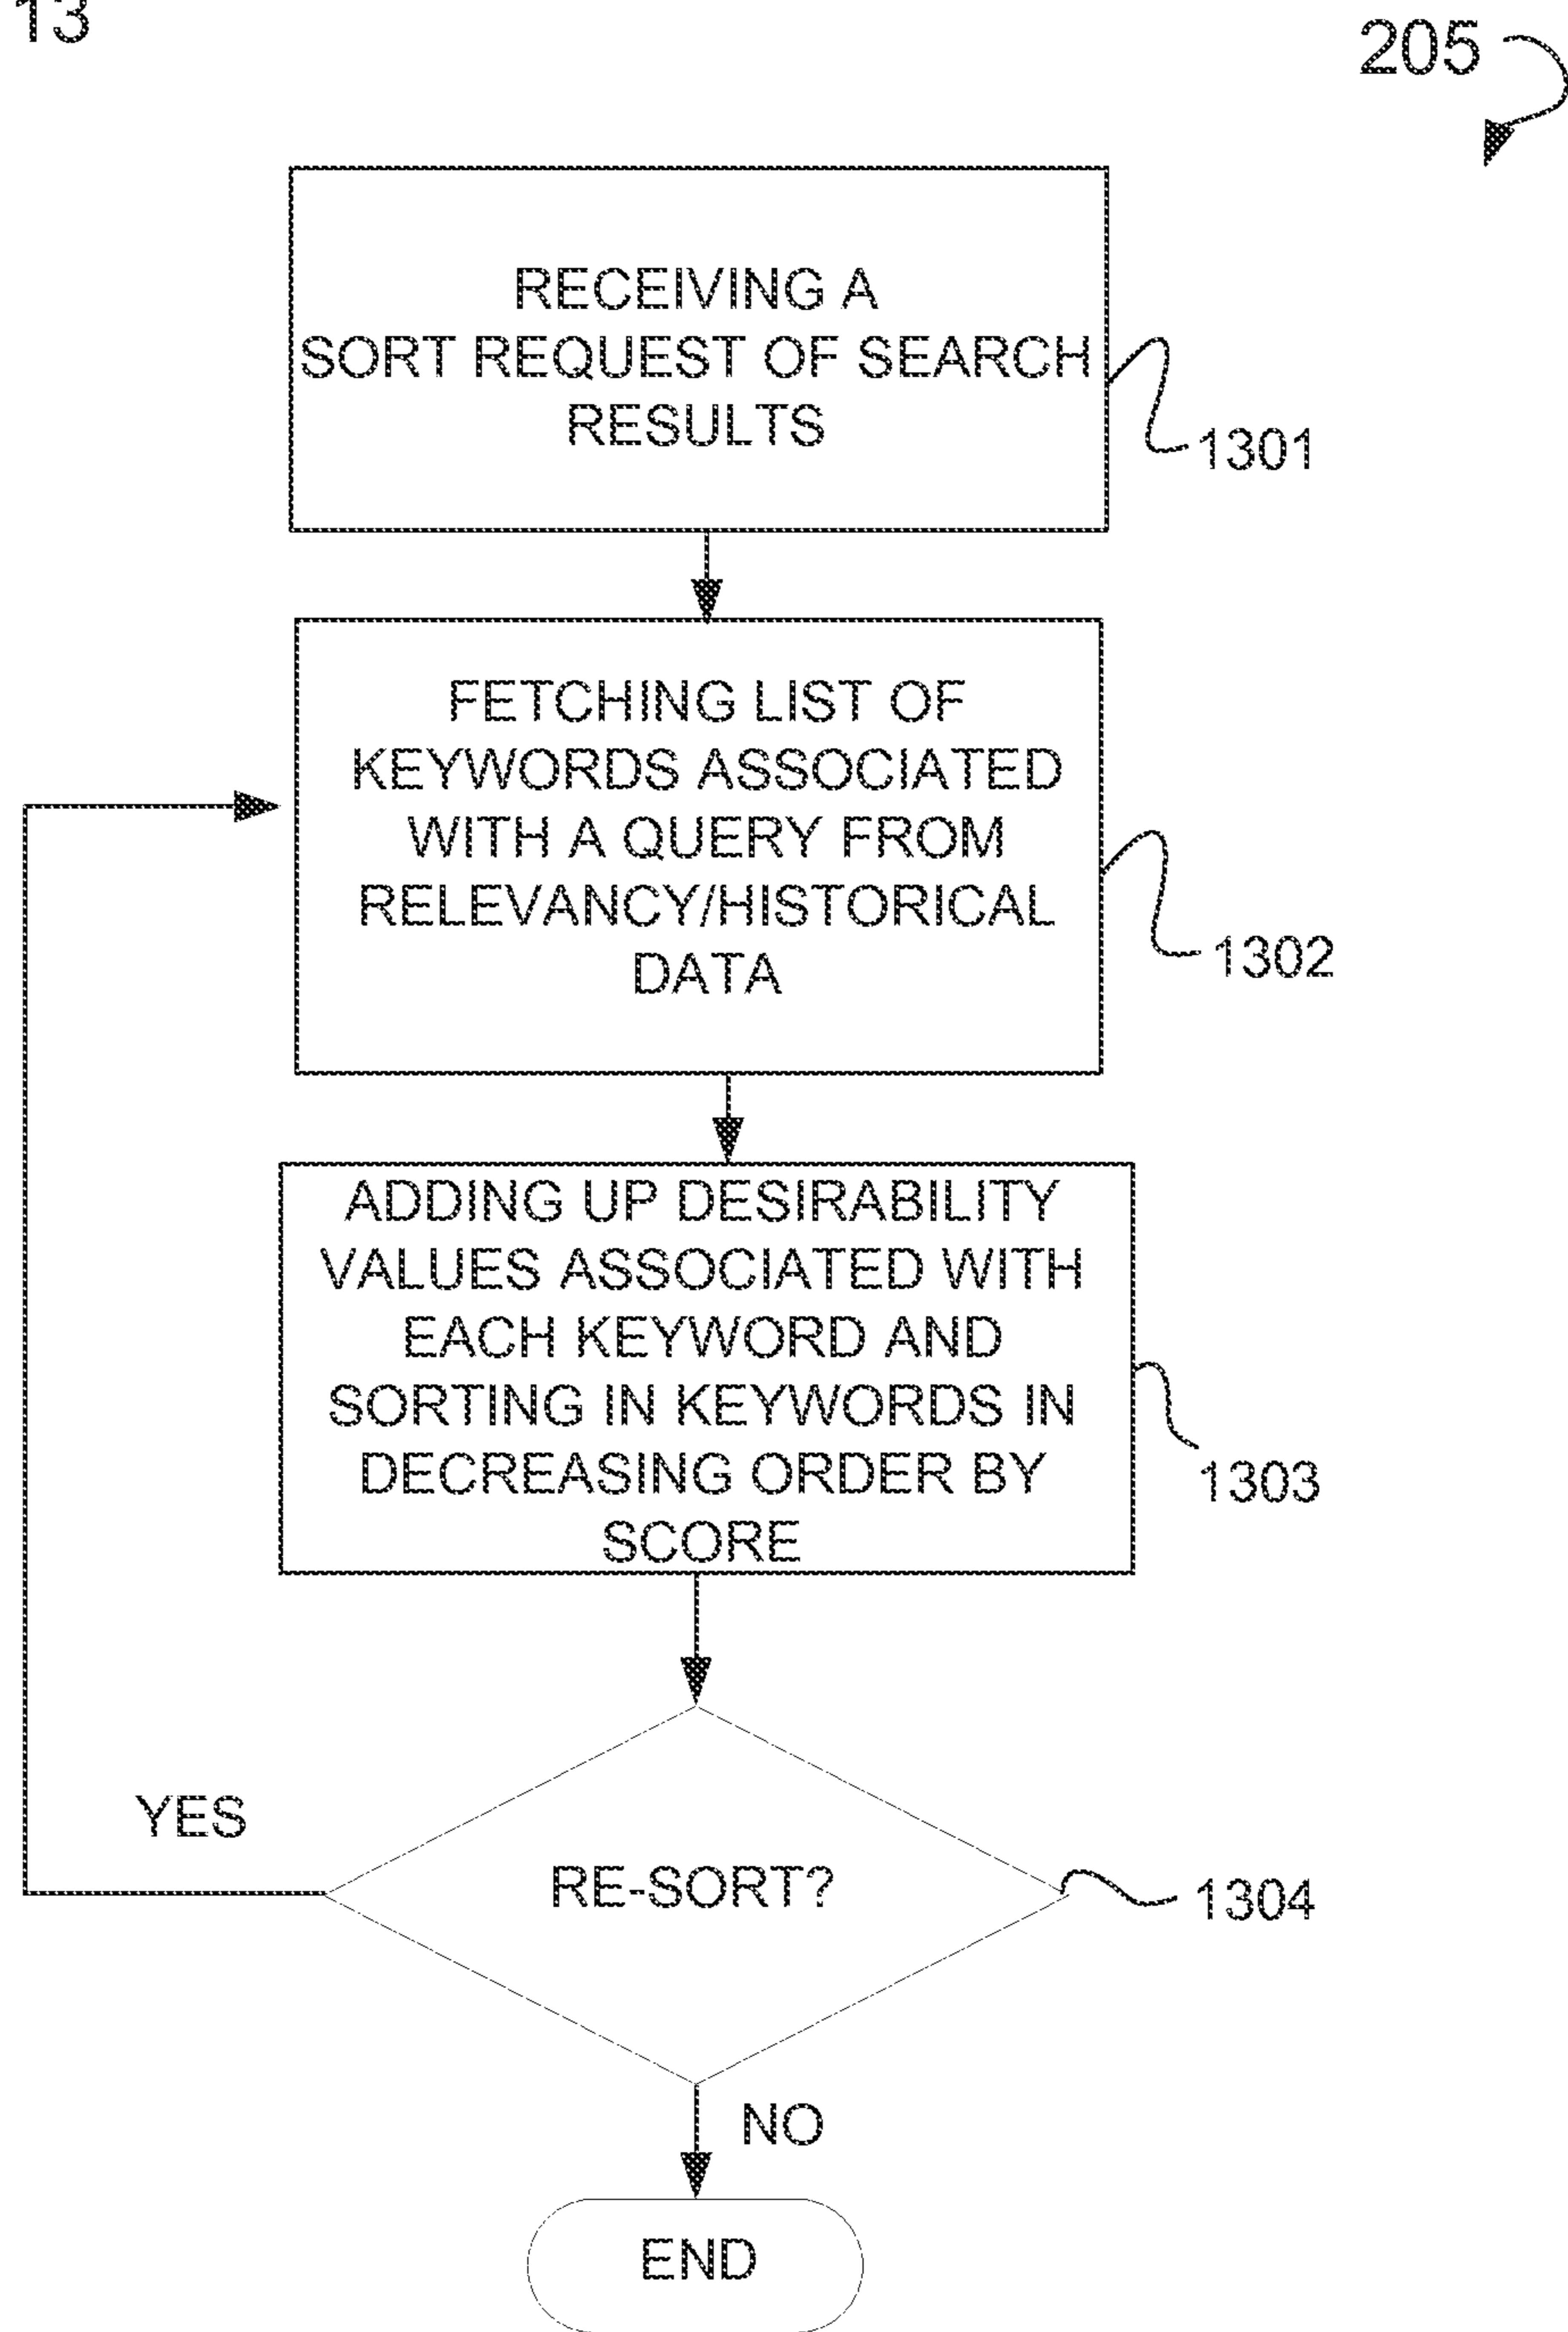 13
205
RECEIVING A
SORT REQUEST OF SEARCH
RESULTS
1301
FETCHING LIST OF
KEYWORDS ASSOCIATED
WITH A QUERY FROM
RELEVANCY/HISTORICAL
DATA
1302
ADDING UP DESIRABILITY
VALUES ASSOCIATED WITH
EACH KEYWORD AND
SORTING IN KEYWORDS IN
DECREASING ORDER BY
SCORE
1303
YES
RE-SORT?
1304
NO
END